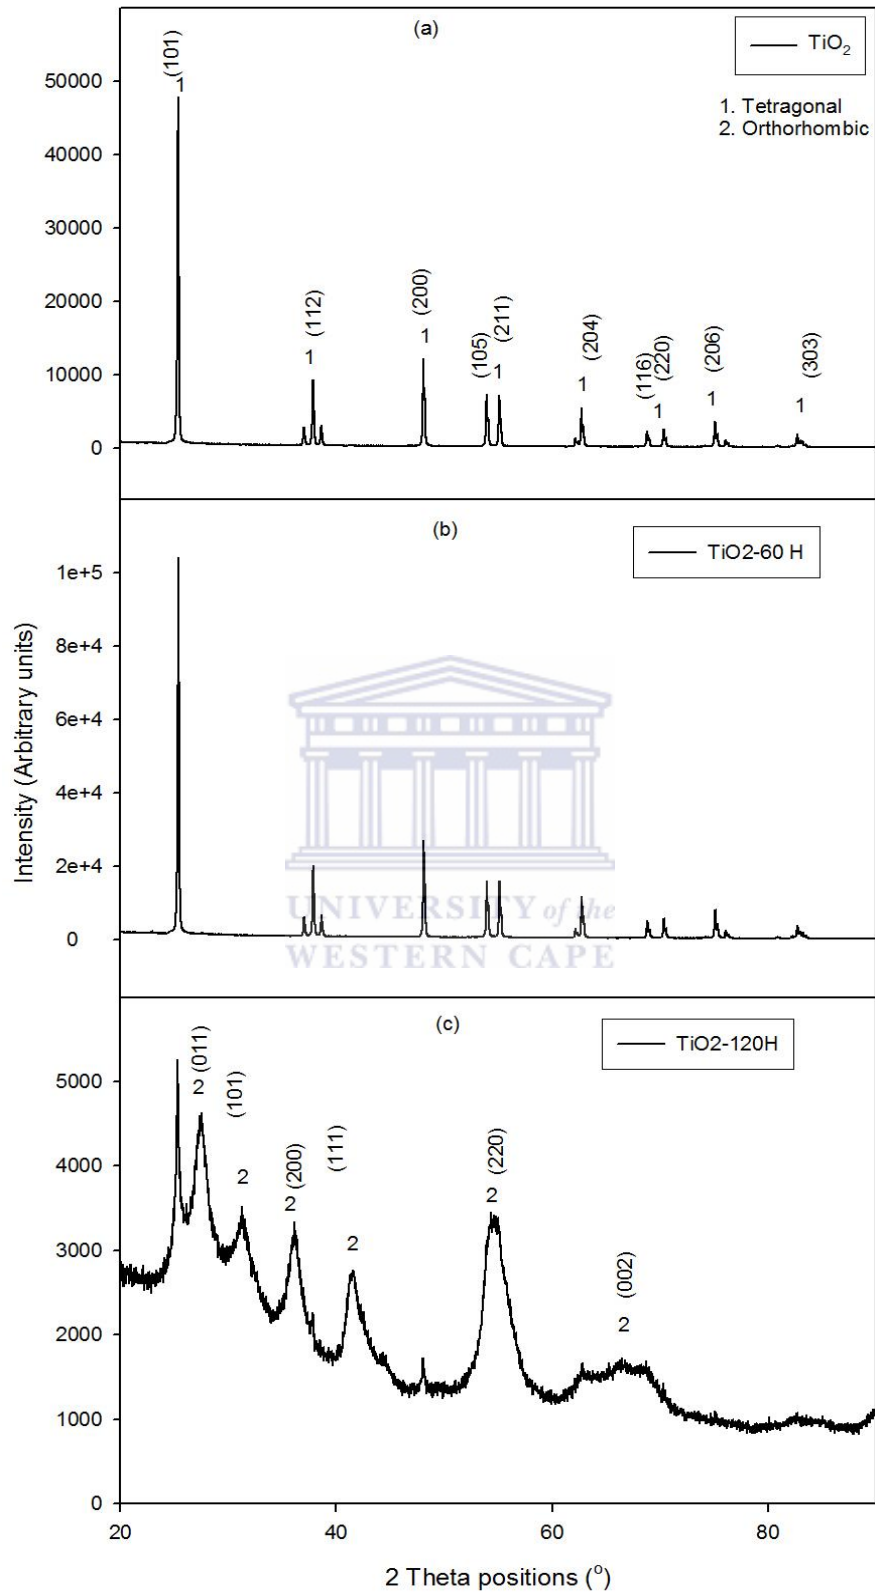 (a)
TiO2
1. Tetragonal
2. Orthorhombic
(101)
1
50000
40000
30000
20000
10000
0
(112)
1
(200)
1
(105)
(211)
1
(204)
1
(116)
(220)
1
(206)
1
(303)
1
(b)
TiO2-60 H
1e+5
8e+4
6e+4
4e+4
2e+4
0
UNIVERSITY of the
WESTERN CAPE
Intensity (Arbitrary units)
(c)
TiO2-120H
5000
4000
3000
2000
1000
0
2
(011)
(101)
2
2
(200)
(111)
2
2
(220)
(002)
2
20
40
60
80
2 Theta positions (o)